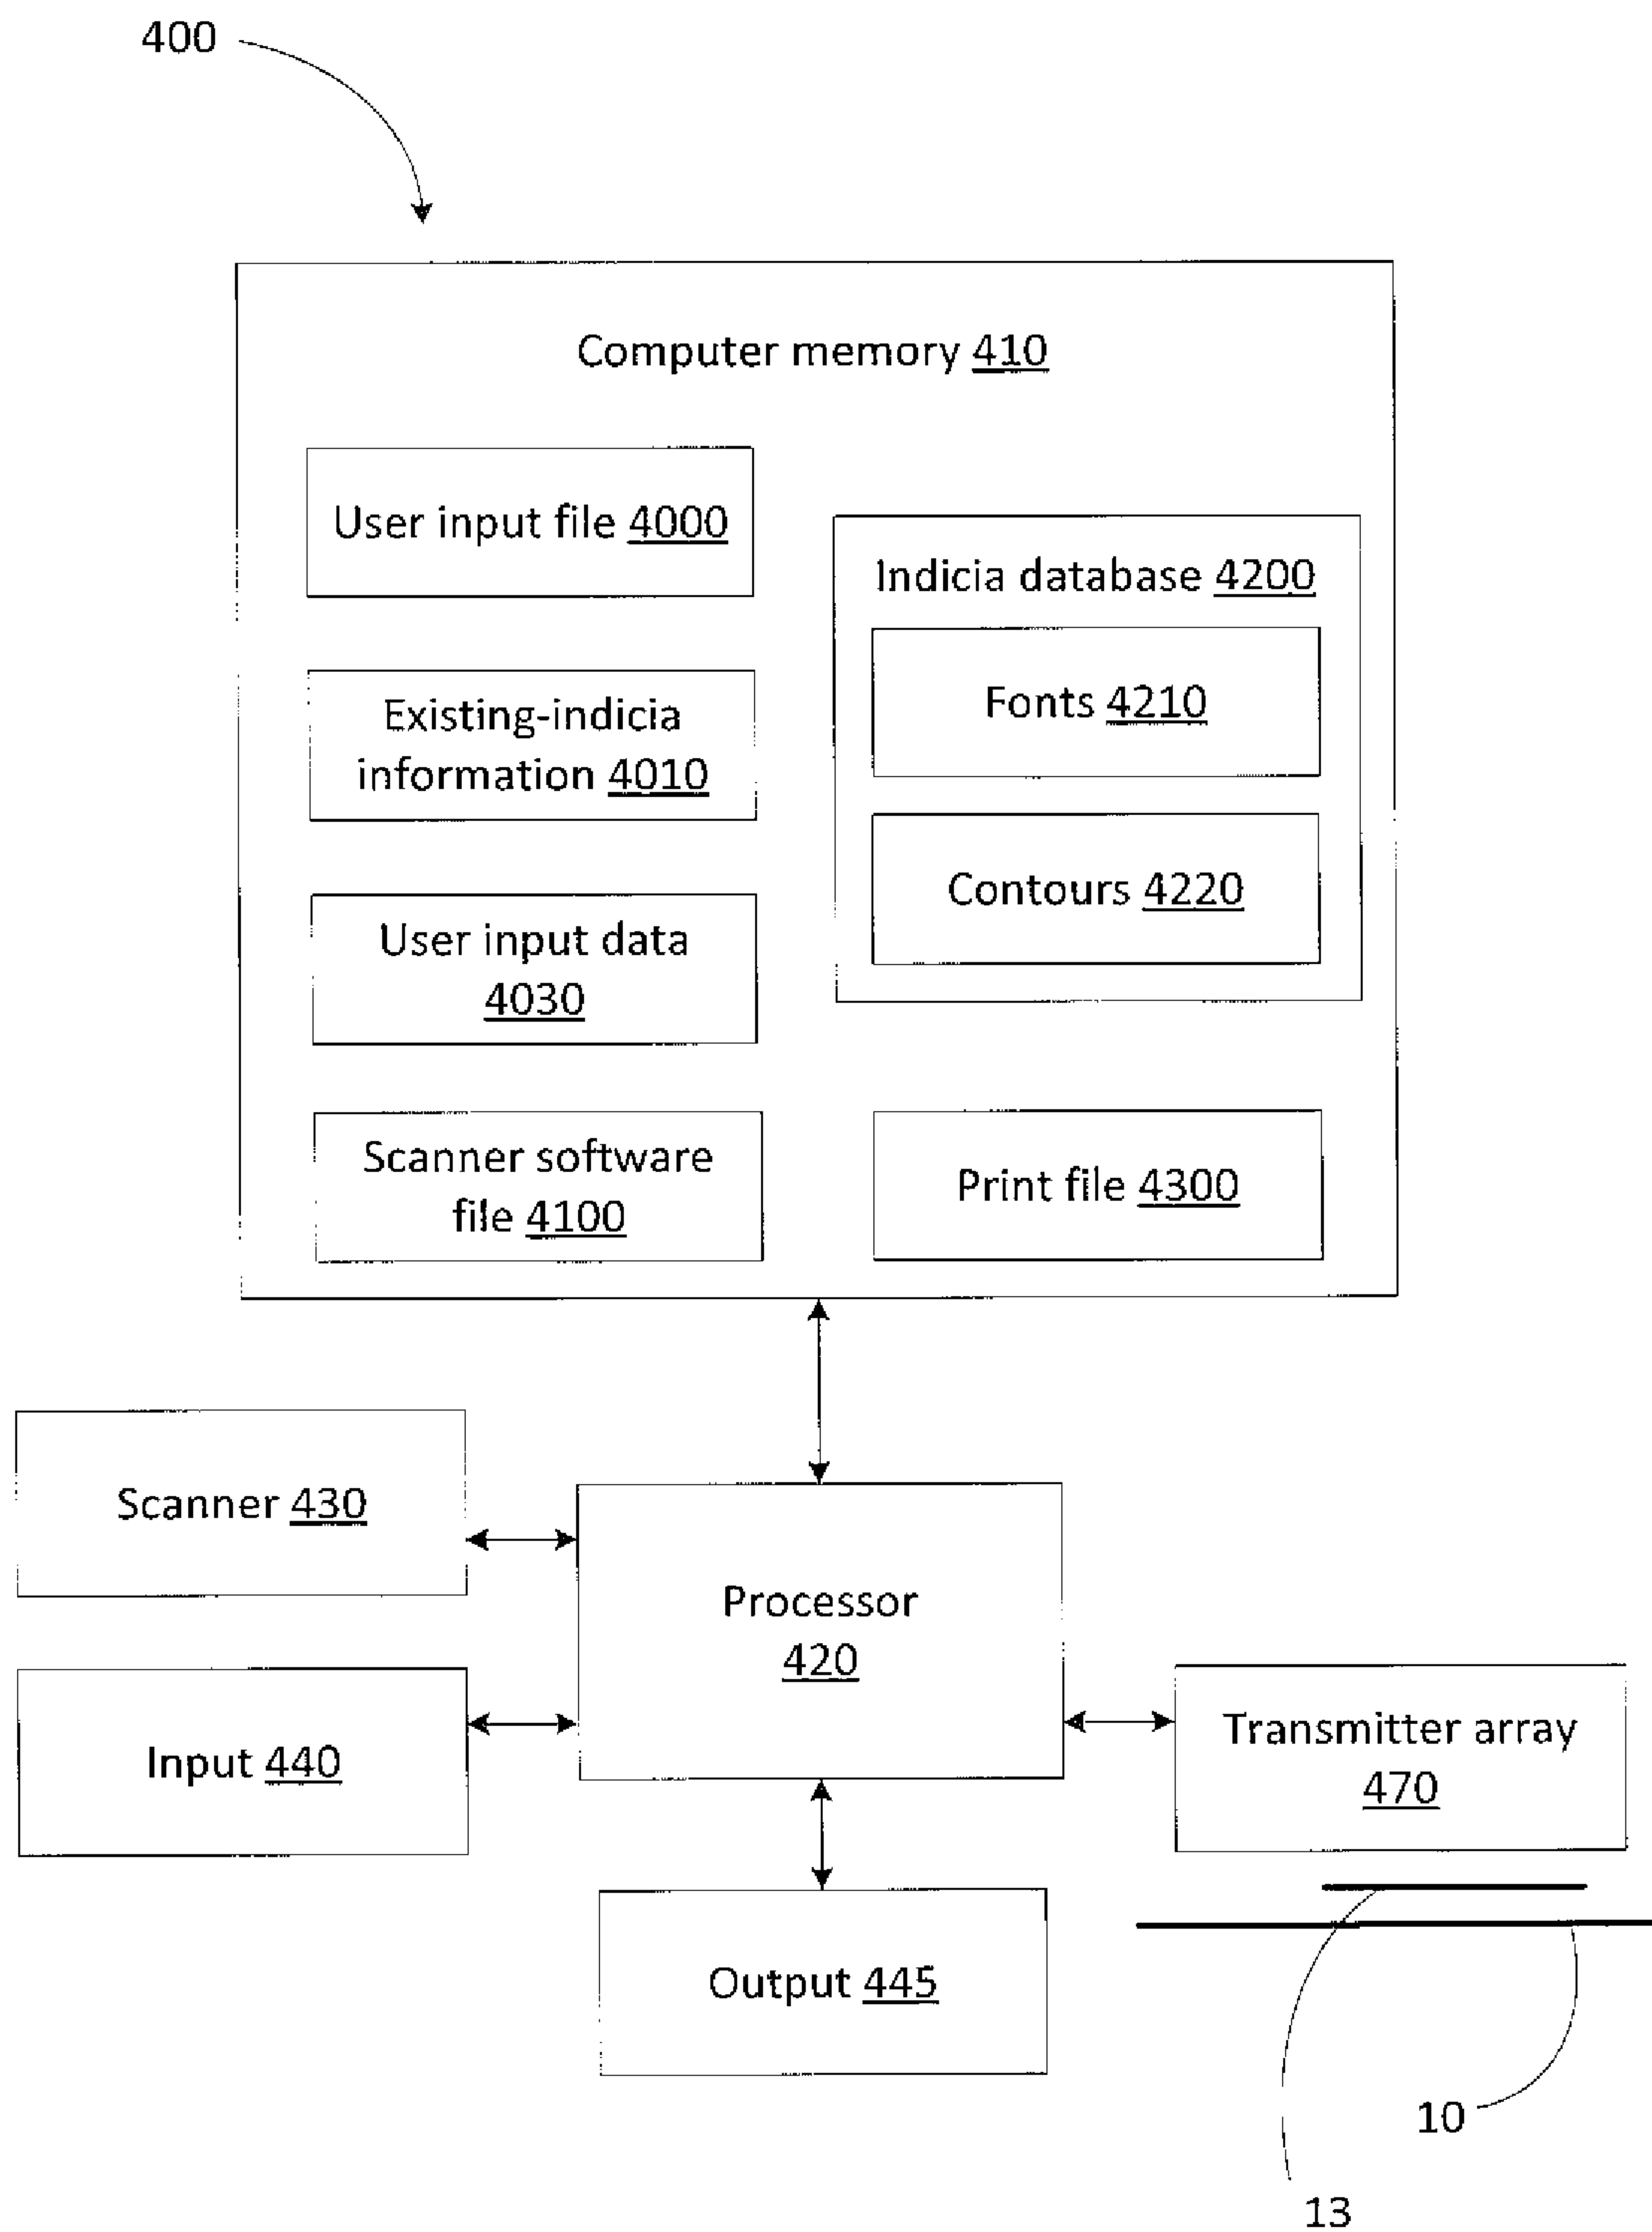 400
Computer memory 410
User input file 4000
Indicia database 4200
Fonts 4210
Existing-indicia
information 4010
Contours 4220
User input data
4030
Scanner software
file 4100
Print file 4300
Scanner 430
Processor
420
Input 440
Transmitter array
470
Output 445
10
13